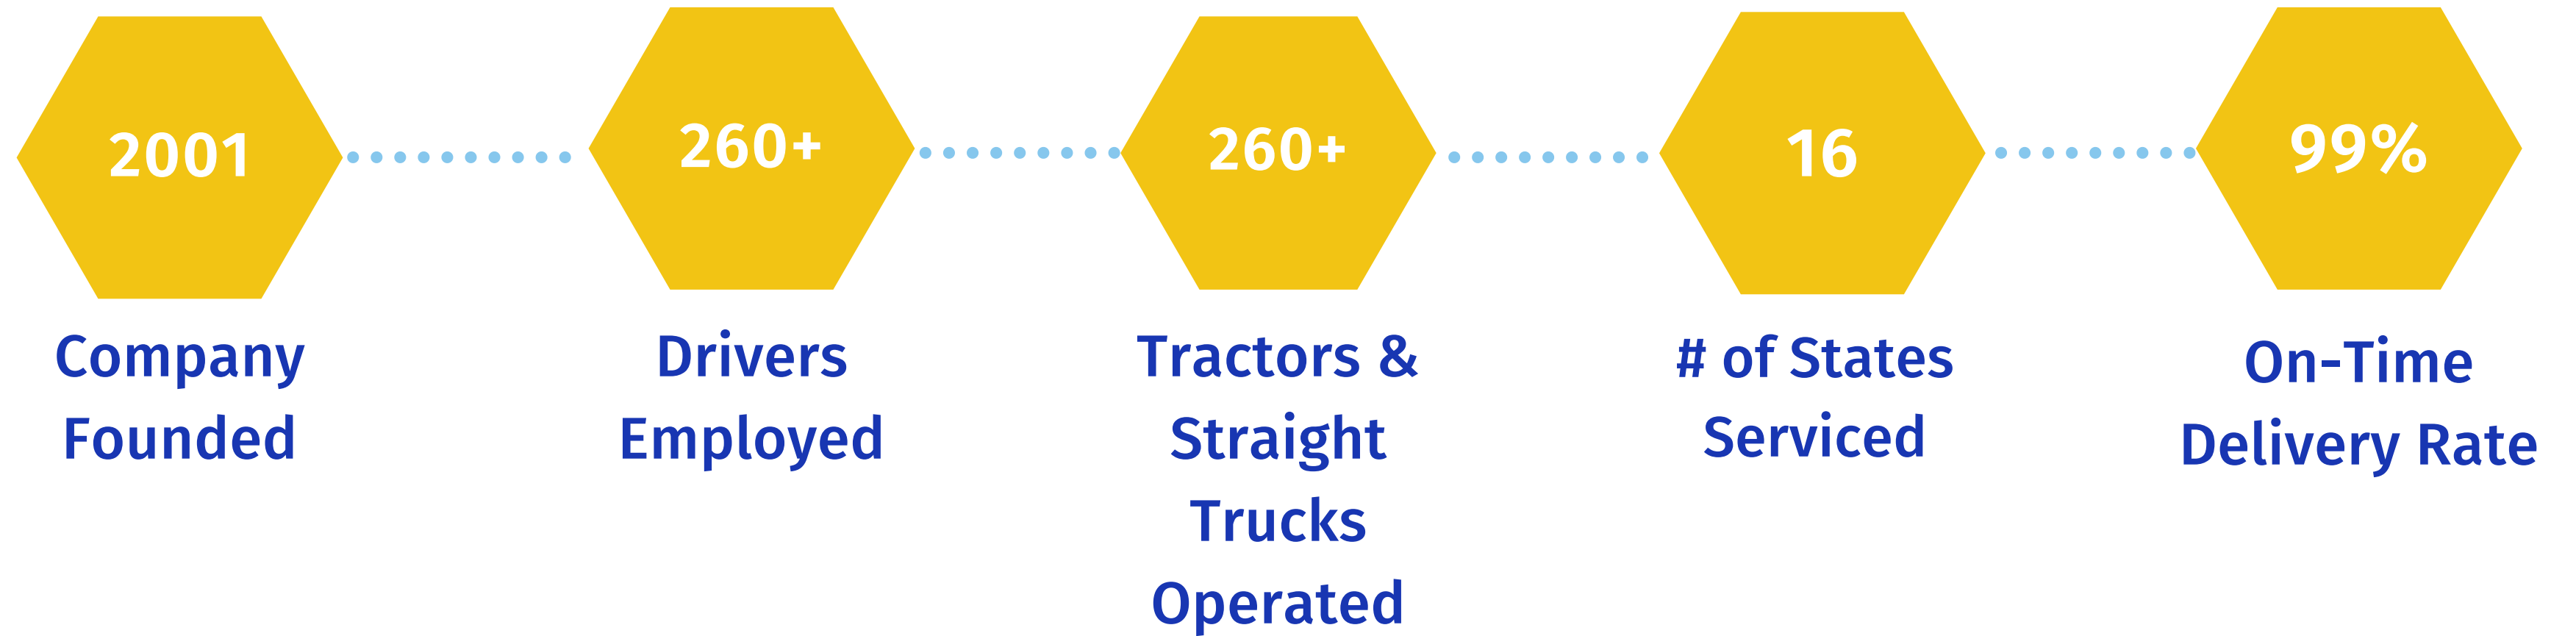 2001
Company
Founded
260+
Drivers
Employed
260+
Tractors &
Straight
Trucks
Operated
16
# of States
Serviced
99%
On-Time
Delivery Rate